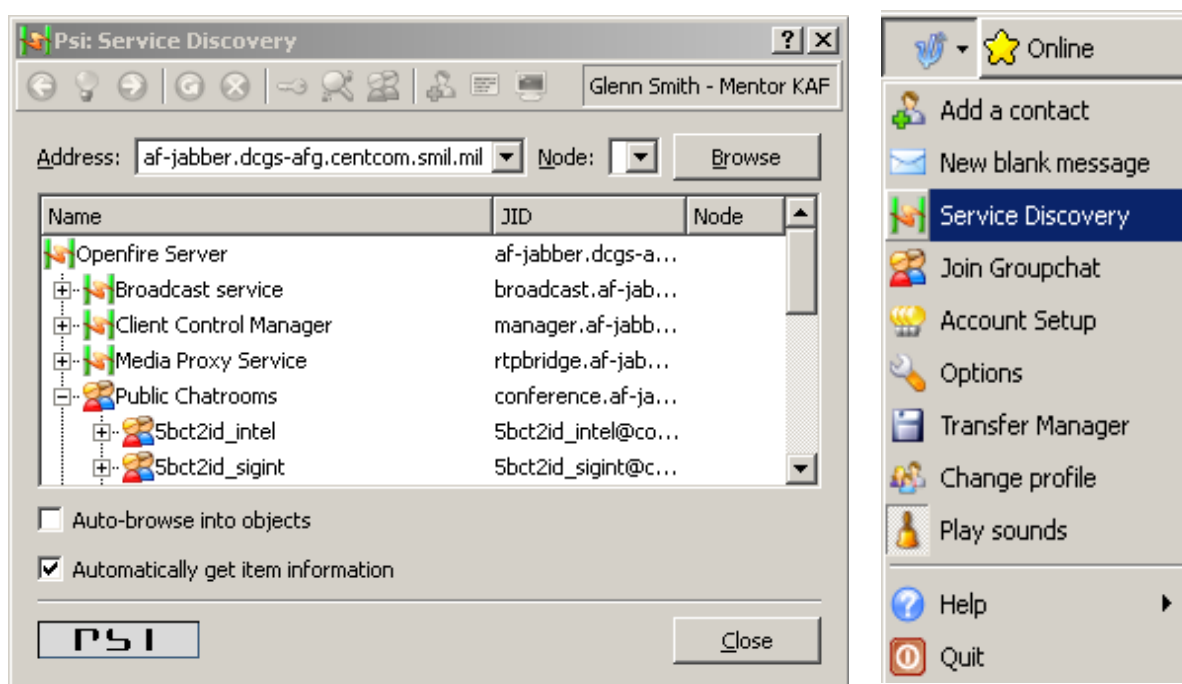 Psi: Service Discovery
Glenn Smith - Mentor KAF
Address: af-jabber.dcgs-afg.centcom.smil.mil Node: Browse
Name JID Node
Openfire Server af-jabber.dcgs-a...
Broadcast service broadcast.af-jab...
Client Control Manager manager.af-jabb...
Media Proxy Service rtpbridge.af-jab...
Public Chatrooms conference.af-ja...
5bct2id_intel 5bct2id_intel@co...
5bct2id_sigint 5bct2id_sigint@c...
Auto-browse into objects
Automatically get item information
PSI
Close
Online
Add a contact
New blank message
Service Discovery
Join Groupchat
Account Setup
Options
Transfer Manager
Change profile
Play sounds
Help
Quit